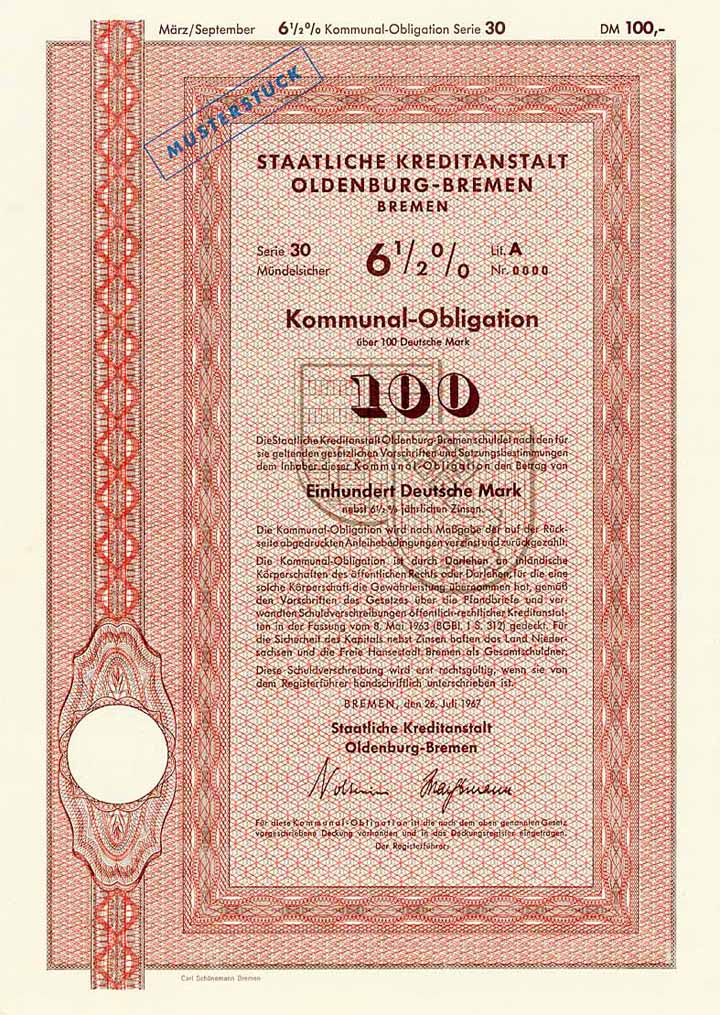 März/September 6½% Kommunal-Obligation Serie 30 DM 100,-
MUSTERSTÜCK
STAATLICHE KREDITANSTALT
OLDENBURG-BREMEN
BREMEN
Serie 30 6½% Lit. A
Mündelsicher Nr. 0000
Kommunal-Obligation
über 100 Deutsche Mark
100
Die Staatliche Kreditanstalt Oldenburg-Bremen schuldet nach den für
sie geltenden gesetzlichen Vorschriften und Satzungsbestimmungen
dem Inhaber dieser Kommunal-Obligation den Betrag von
Einhundert Deutsche Mark
nebst 6½% jährlichen Zinsen.
Die Kommunal-Obligation wird nach Maßgabe der auf der Rück-
seite abgedruckten Anleihebedingungen verzinst und zurückgezahlt.
Die Kommunal-Obligation ist durch Darlehen an inländische
Körperschaften des öffentlichen Rechts oder Darlehen, für die eine
solche Körperschaft die Gewährleistung übernommen hat, gemäß
den Vorschriften des Gesetzes über die Pfandbriefe und ver-
wandten Schuldverschreibungen öffentlich-rechtlicher Kreditanstal-
ten in der Fassung vom 8. Mai 1963 (BGBl. I S. 312) gedeckt. Für
die Sicherheit des Kapitals nebst Zinsen haften das Land Nieder-
sachsen und die Freie Hansestadt Bremen als Gesamtschuldner.
Diese Schuldverschreibung wird erst rechtsgültig, wenn sie von
dem Registerführer handschriftlich unterschrieben ist.
BREMEN, den 26. Juli 1967
Staatliche Kreditanstalt
Oldenburg-Bremen
Für diese Kommunal-Obligation ist die nach dem oben genannten Gesetz
vorgeschriebene Deckung vorhanden und in das Deckungsregister eingetragen.
Der Registerführer:
Carl Schünemann Bremen